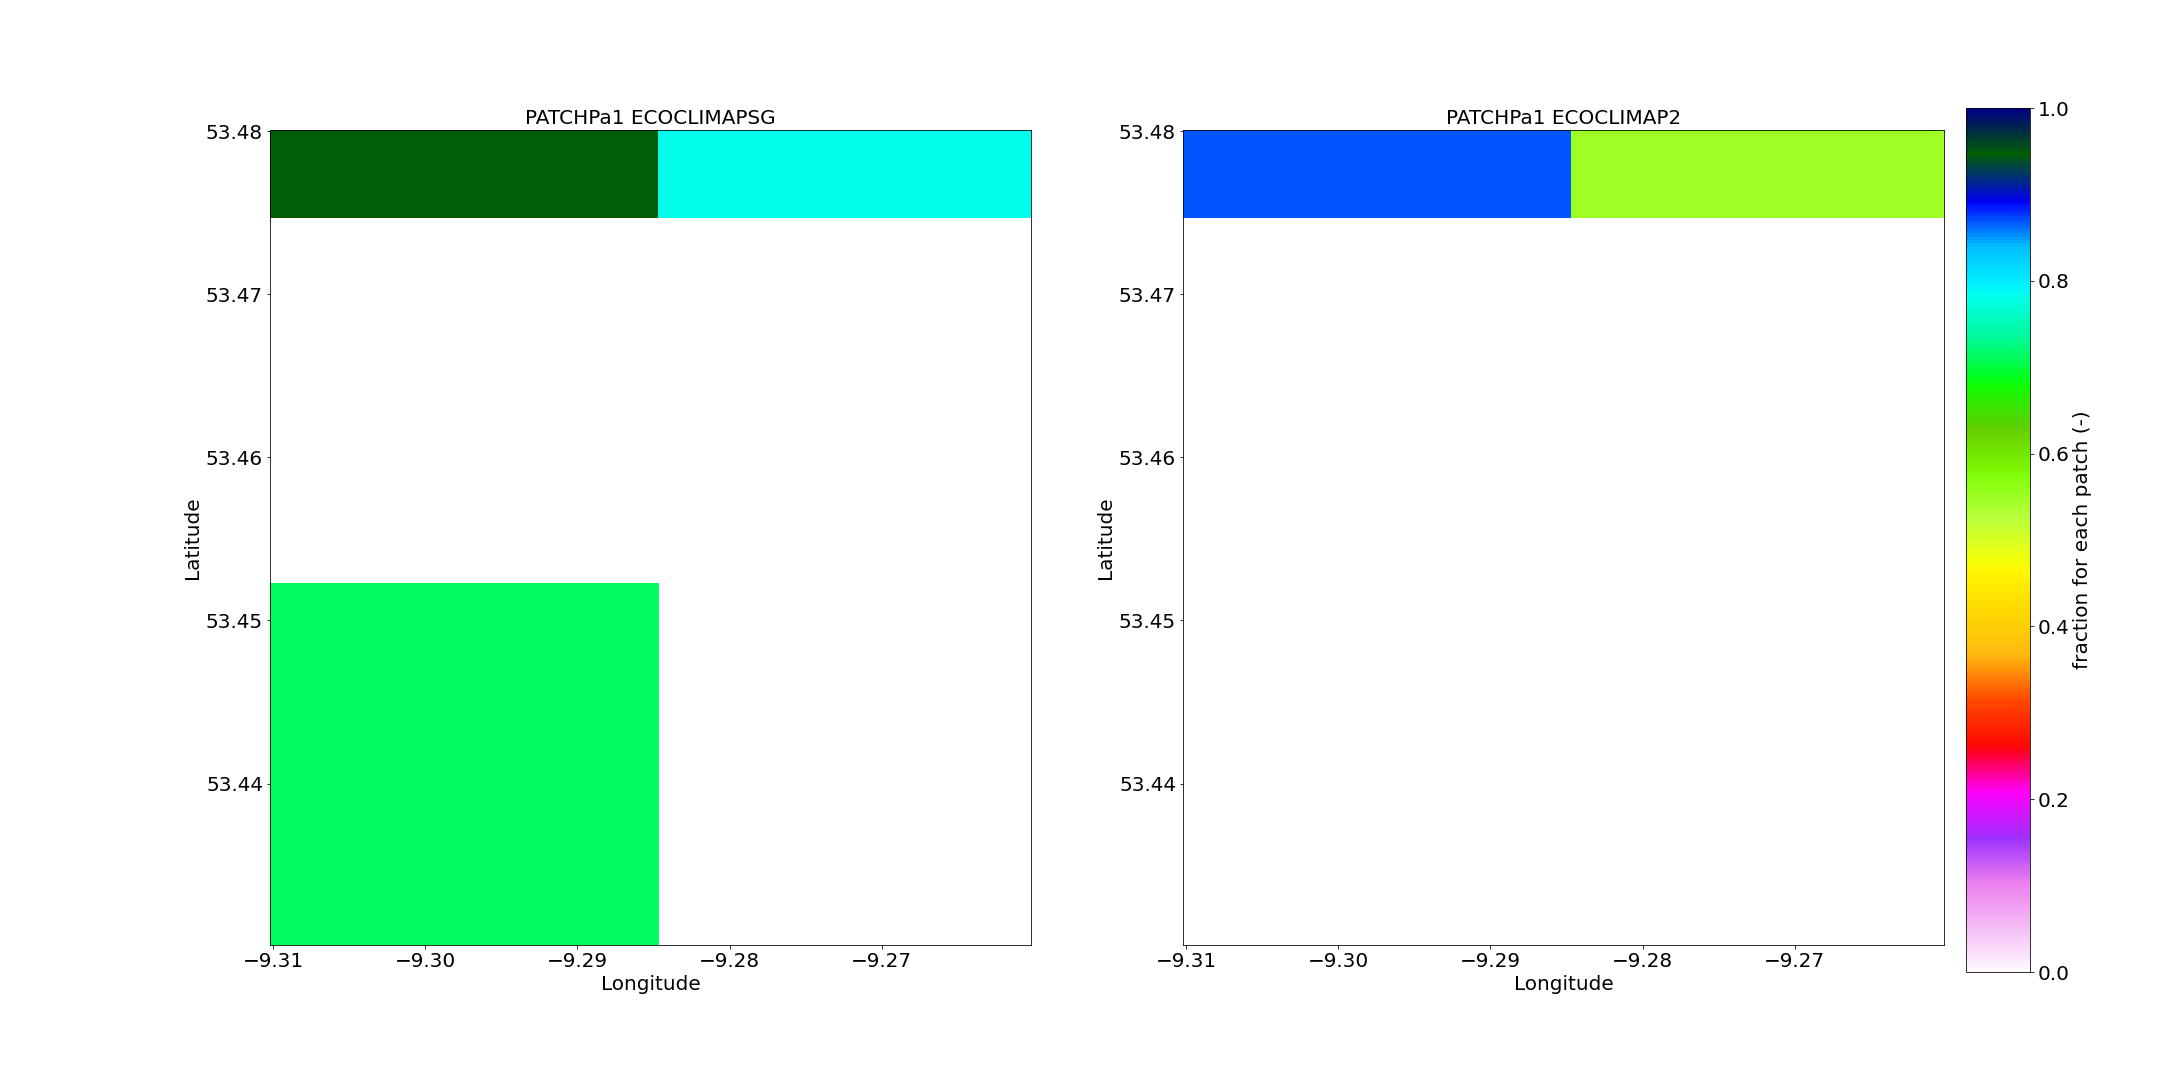 PATCHPa1 ECOCLIMAPSG
53.48
53.47
53.46
53.45
53.44
Latitude
−9.31 −9.30 −9.29 −9.28 −9.27
Longitude
PATCHPa1 ECOCLIMAP2
53.48
53.47
53.46
53.45
53.44
Latitude
−9.31 −9.30 −9.29 −9.28 −9.27
Longitude
1.0
0.8
0.6
0.4
0.2
0.0
fraction for each patch (-)